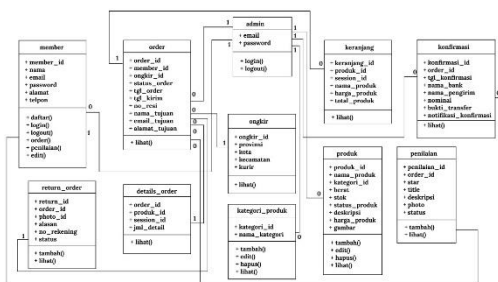 member
+ member_id
+ nama
+ email
+ password
+ alamat
+ telpon
+ daftar()
+ login()
+ logout()
+ order()
+ penilaian()
+ edit()
order
- order_id
- member_id
- ongkir_id
- status_order
- tgl_order
- tgl_kirim
- no_resi
- nama_tujuan
- email_tujuan
- alamat_tujuan
+ lihat()
admin
+ email
+ password
+ login()
+ logout()
keranjang
- keranjang_id
- produk_id
- session_id
- nama_produk
- harga_produk
- total_produk
+ lihat()
konfirmasi
+ konfirmasi_id
+ order_id
+ tgl_konfirmasi
+ nama_bank
+ nama_pengirim
+ nominal
+ bukti_transfer
+ notifikasi_konfirmasi
+ lihat()
ongkir
+ ongkir_id
+ provinsi
+ kota
+ kecamatan
+ kurir
+ lihat()
return_order
+ return_id
+ order_id
+ photo_id
+ alasan
+ no_rekening
+ status
+ tambah()
+ lihat()
details_order
- order_id
- produk_id
- session_id
- jml_detail
+ lihat()
kategori_produk
+ kategori_id
+ nama_kategori
+ tambah()
+ edit()
+ hapus()
+ lihat()
produk
+ produk_id
+ nama_produk
+ kategori_id
+ berat
+ stok
+ status_produk
+ deskripsi
+ harga_produk
+ gambar
+ tambah()
+ edit()
+ hapus()
+ lihat()
penilaian
+ penilaian_id
+ order_id
+ star
+ title
+ deskripsi
+ photo
+ status
+ tambah()
+ lihat()